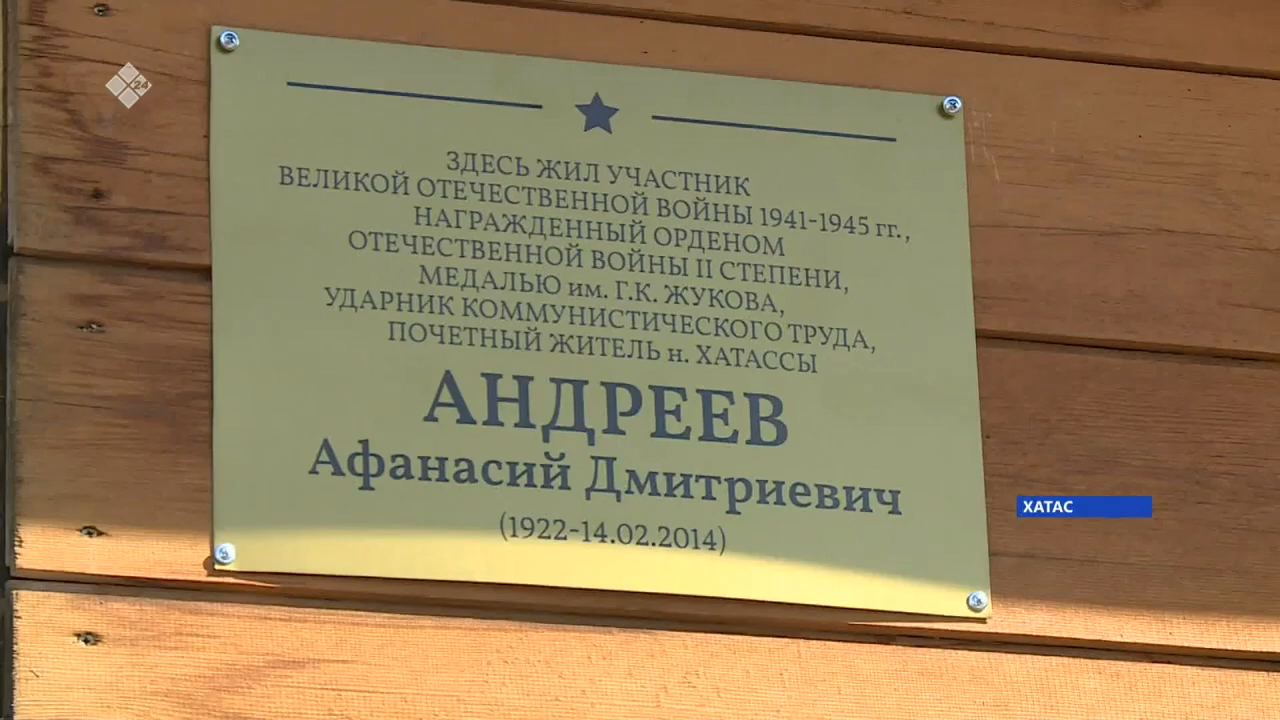 Х24
ЗДЕСЬ ЖИЛ УЧАСТНИК
ВЕЛИКОЙ ОТЕЧЕСТВЕННОЙ ВОЙНЫ 1941-1945 гг.,
НАГРАЖДЕННЫЙ ОРДЕНОМ
ОТЕЧЕСТВЕННОЙ ВОЙНЫ II СТЕПЕНИ,
МЕДАЛЬЮ им. Г.К. ЖУКОВА,
УДАРНИК КОММУНИСТИЧЕСКОГО ТРУДА,
ПОЧЕТНЫЙ ЖИТЕЛЬ н. ХАТАССЫ
АНДРЕЕВ
Афанасий Дмитриевич
(1922-14.02.2014)
ХАТАС